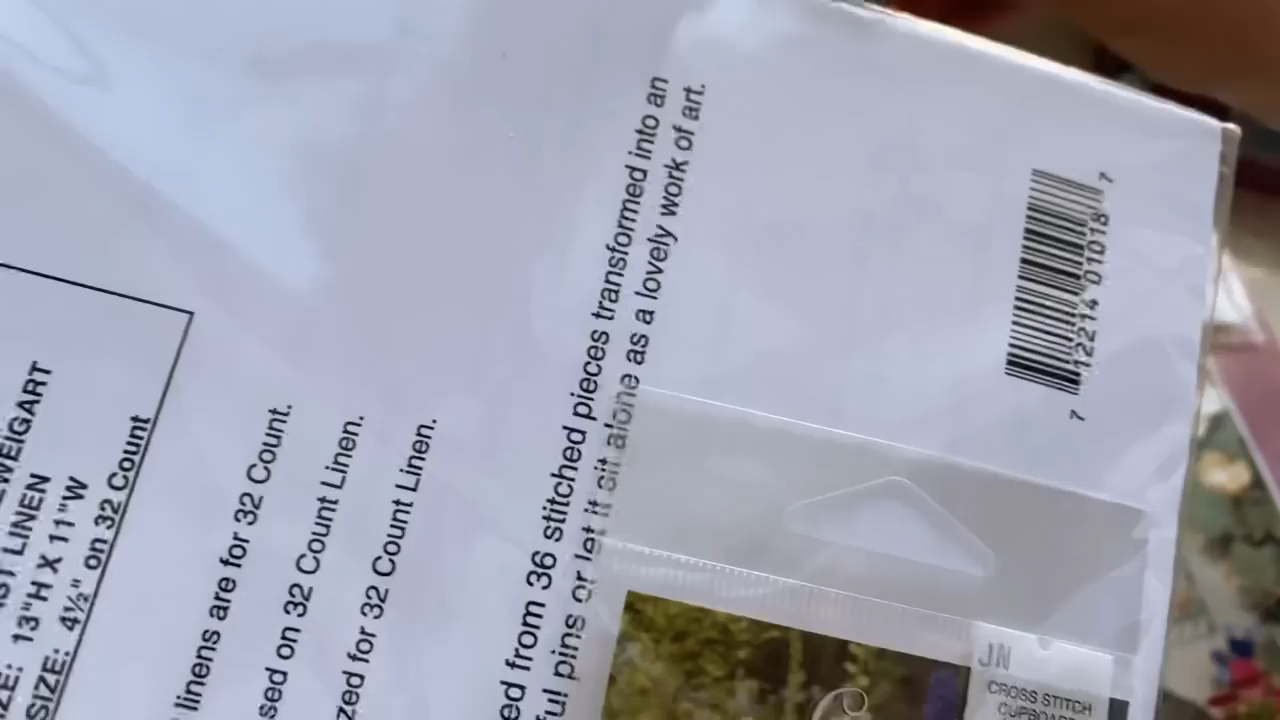 WEIGART
LINEN
13"H X 11"W
SIZE: 4½" on 32 Count
linens are for 32 Count.
sed on 32 Count Linen.
zed for 32 Count Linen.
ed from 36 stitched pieces transformed into an
ful pins or let it sit alone as a lovely work of art.
7 12214 01018 7
JN
CROSS STITCH